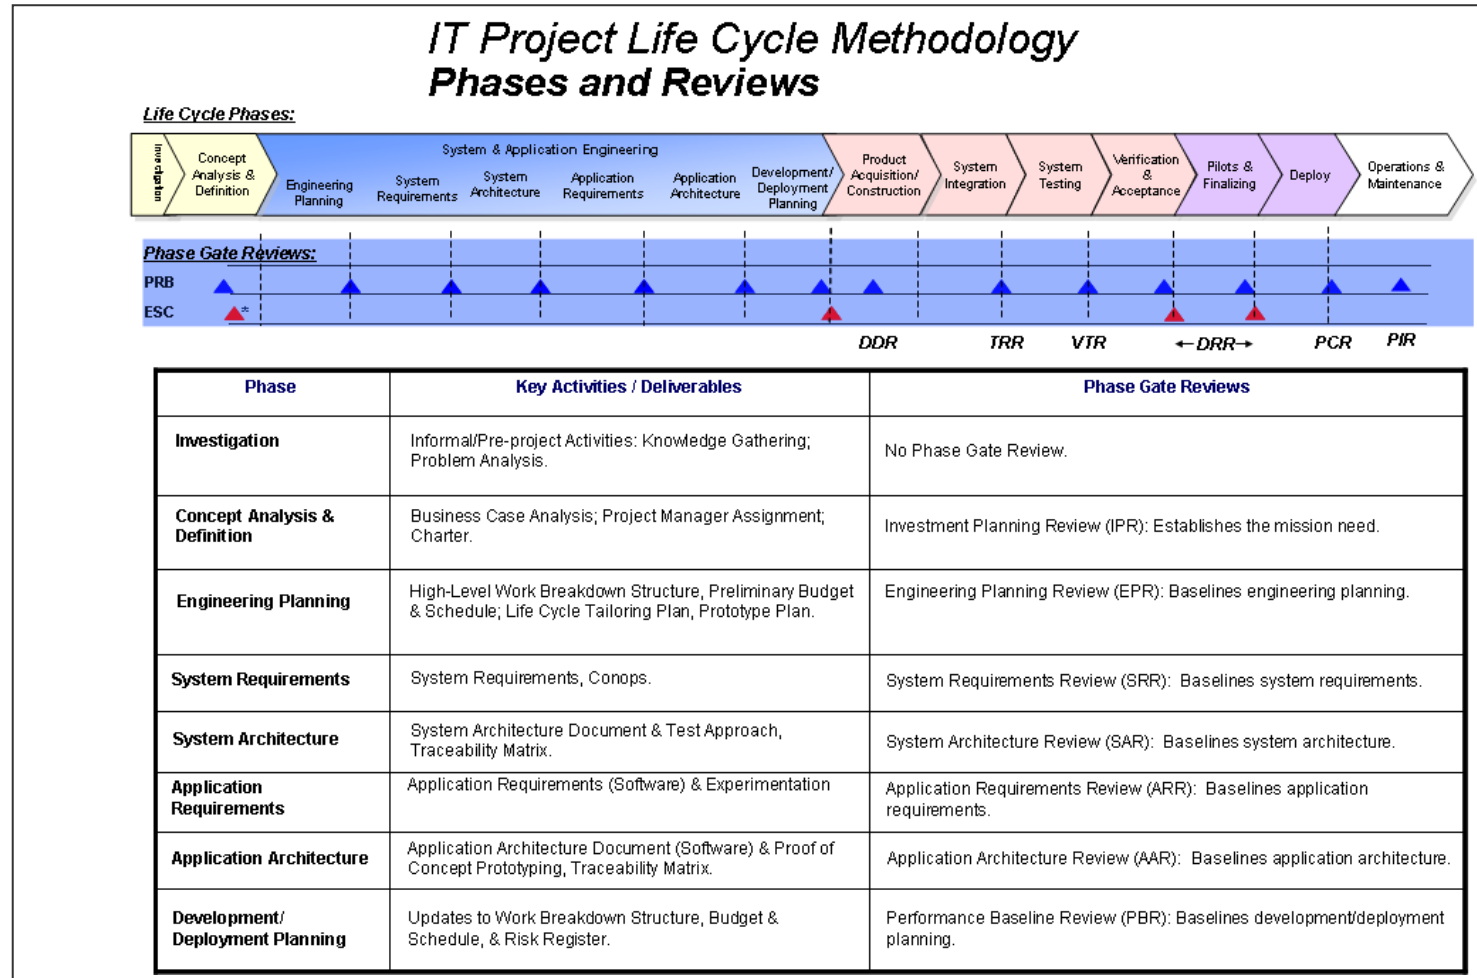 IT Project Life Cycle Methodology
Phases and Reviews
Life Cycle Phases:
Investigation
Concept
Analysis &
Definition
System & Application Engineering
Engineering
Planning
System
Requirements
System
Architecture
Application
Requirements
Application
Architecture
Development/
Deployment
Planning
Product
Acquisition/
Construction
System
Integration
System
Testing
Verification
&
Acceptance
Pilots &
Finalizing
Deploy
Operations &
Maintenance
Phase Gate Reviews:
PRB
ESC
*
DDR TRR VTR ←DRR→ PCR PIR
Phase Key Activities / Deliverables Phase Gate Reviews
Investigation
Informal/Pre-project Activities: Knowledge Gathering;
Problem Analysis.
No Phase Gate Review.
Concept Analysis &
Definition
Business Case Analysis; Project Manager Assignment;
Charter.
Investment Planning Review (IPR): Establishes the mission need.
Engineering Planning
High-Level Work Breakdown Structure, Preliminary Budget
& Schedule; Life Cycle Tailoring Plan, Prototype Plan.
Engineering Planning Review (EPR): Baselines engineering planning.
System Requirements
System Requirements, Conops.
System Requirements Review (SRR): Baselines system requirements.
System Architecture
System Architecture Document & Test Approach,
Traceability Matrix.
System Architecture Review (SAR): Baselines system architecture.
Application
Requirements
Application Requirements (Software) & Experimentation
Application Requirements Review (ARR): Baselines application
requirements.
Application Architecture
Application Architecture Document (Software) & Proof of
Concept Prototyping, Traceability Matrix.
Application Architecture Review (AAR): Baselines application architecture.
Development/
Deployment Planning
Updates to Work Breakdown Structure, Budget &
Schedule, & Risk Register.
Performance Baseline Review (PBR): Baselines development/deployment
planning.